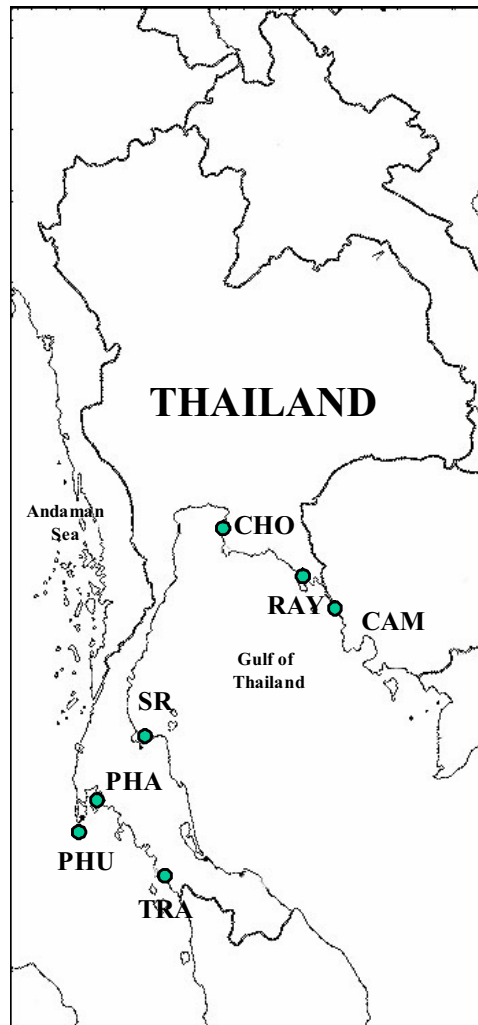 THAILAND
Andaman
Sea
CHO
RAY
CAM
Gulf of
Thailand
SR
PHA
PHU
TRA